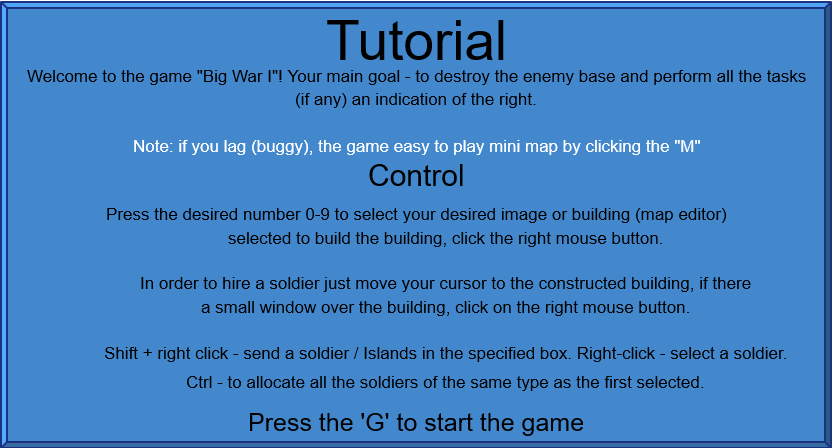 Tutorial
Welcome to the game "Big War I"! Your main goal - to destroy the enemy base and perform all the tasks
(if any) an indication of the right.
Note: if you lag (buggy), the game easy to play mini map by clicking the "M"
Control
Press the desired number 0-9 to select your desired image or building (map editor)
selected to build the building, click the right mouse button.
In order to hire a soldier just move your cursor to the constructed building, if there
a small window over the building, click on the right mouse button.
Shift + right click - send a soldier / Islands in the specified box. Right-click - select a soldier.
Ctrl - to allocate all the soldiers of the same type as the first selected.
Press the 'G' to start the game